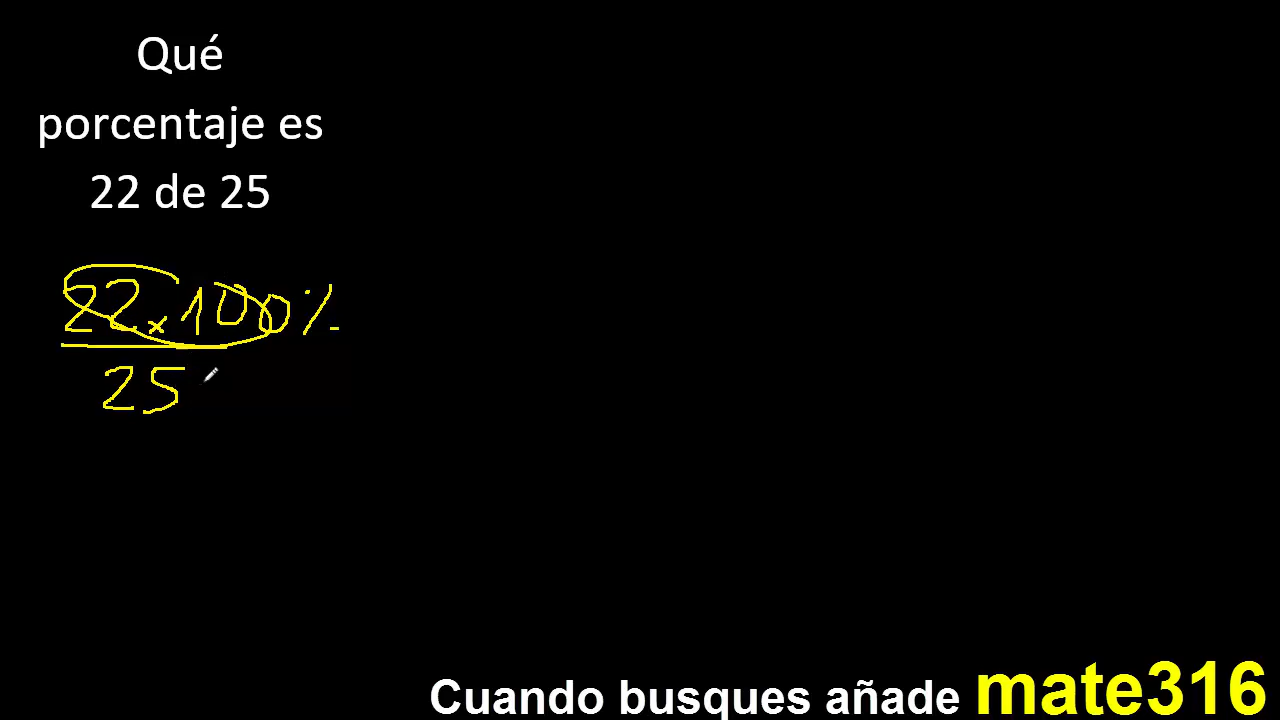 Qué
porcentaje es
22 de 25
22 x 100%
25
Cuando busques añade mate316